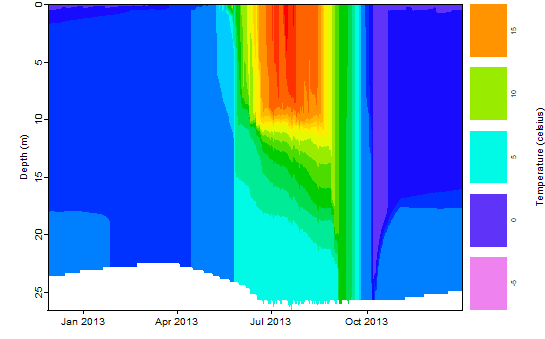 0
5
10
15
20
25
Depth (m)
Jan 2013
Apr 2013
Jul 2013
Oct 2013
15
10
5
0
-5
Temperature (celsius)